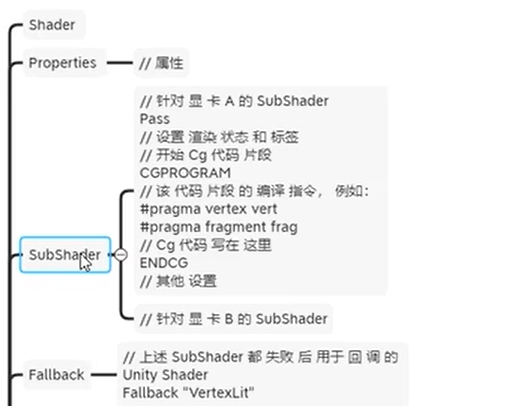 Shader
Properties
// 属性
// 针对 显 卡 A 的 SubShader
Pass
// 设置 渲染 状态 和 标签
// 开始 Cg 代码 片段
CGPROGRAM
// 该 代码 片段 的 编译 指令， 例如：
#pragma vertex vert
#pragma fragment frag
// Cg 代码 写在 这里
ENDCG
// 其他 设置
SubShader
// 针对 显 卡 B 的 SubShader
// 上述 SubShader 都 失败 后 用于 回 调 的
Unity Shader
Fallback "VertexLit"
Fallback